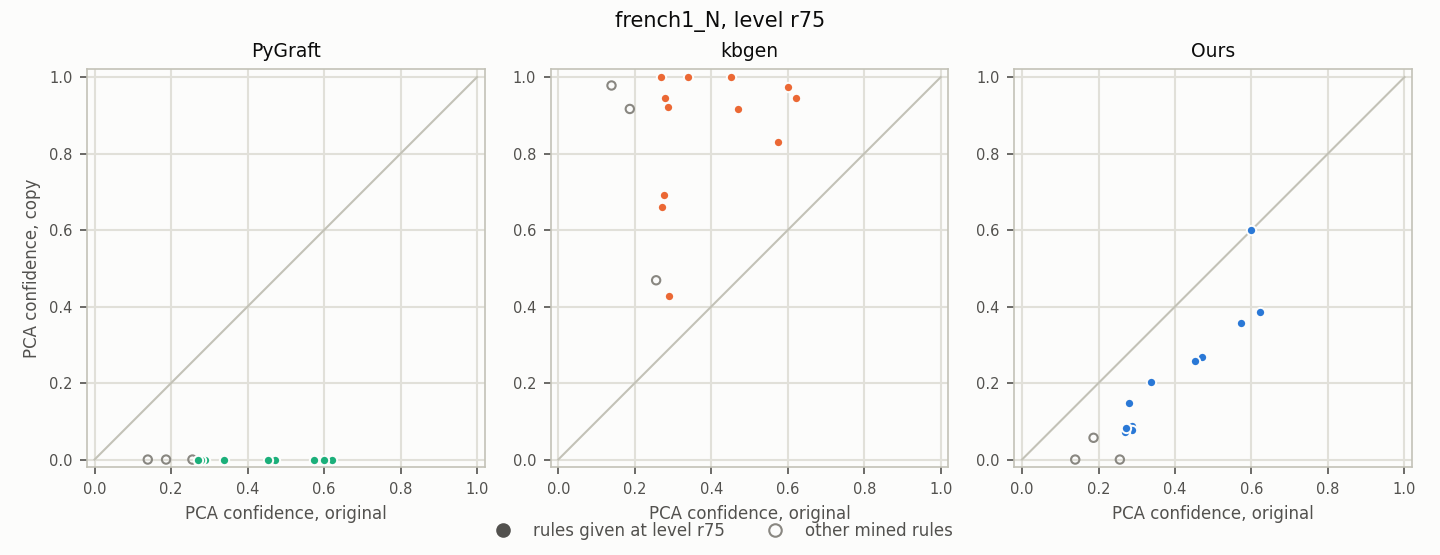 french1_N, level r75
PyGraft
kbgen
Ours
PCA confidence, copy
1.0
0.8
0.6
0.4
0.2
0.0
0.0 0.2 0.4 0.6 0.8 1.0
PCA confidence, original
1.0
0.8
0.6
0.4
0.2
0.0
0.0 0.2 0.4 0.6 0.8 1.0
PCA confidence, original
1.0
0.8
0.6
0.4
0.2
0.0
0.0 0.2 0.4 0.6 0.8 1.0
PCA confidence, original
rules given at level r75
other mined rules